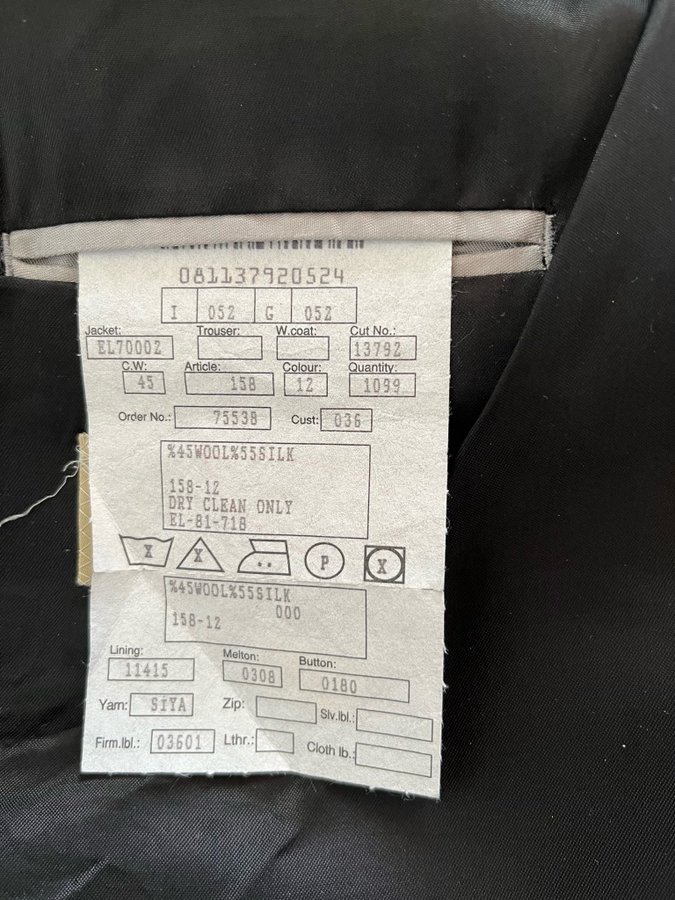 081137920524
I 052 G 052
Jacket: Trouser: W.coat: Cut No.:
EL7000Z 13792
C.W: Article: Colour: Quantity:
45 158 12 1099
Order No.: 75538 Cust: 036
%45WOOL%55SILK
158-12
DRY CLEAN ONLY
EL-81-718
X X P X
%45WOOL%55SILK
000
158-12
Lining: Melton: Button:
11415 0308 0180
Yarn: SIYA Zip: Slv.lbl.:
Firm.lbl.: 03601 Lthr.: Cloth lb.: